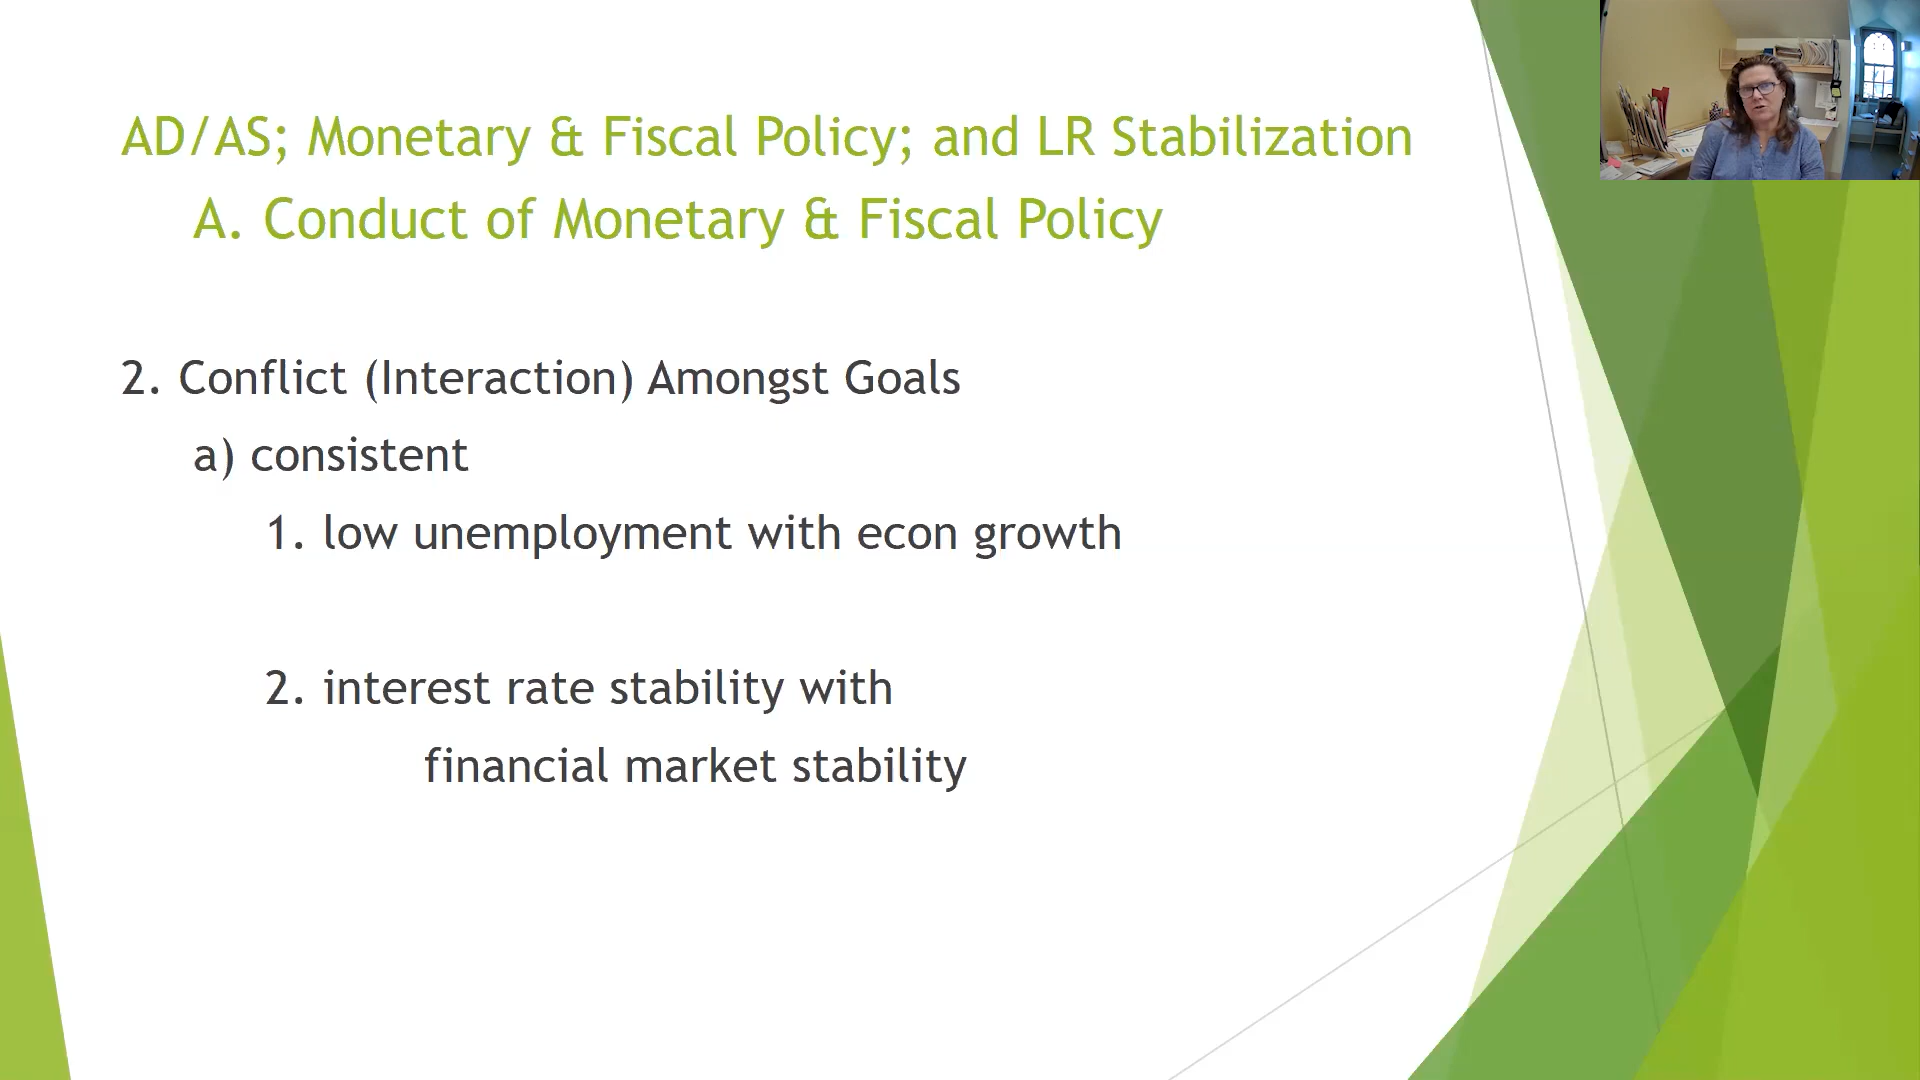 AD/AS; Monetary & Fiscal Policy; and LR Stabilization
A. Conduct of Monetary & Fiscal Policy
2. Conflict (Interaction) Amongst Goals
a) consistent
1. low unemployment with econ growth
2. interest rate stability with
financial market stability